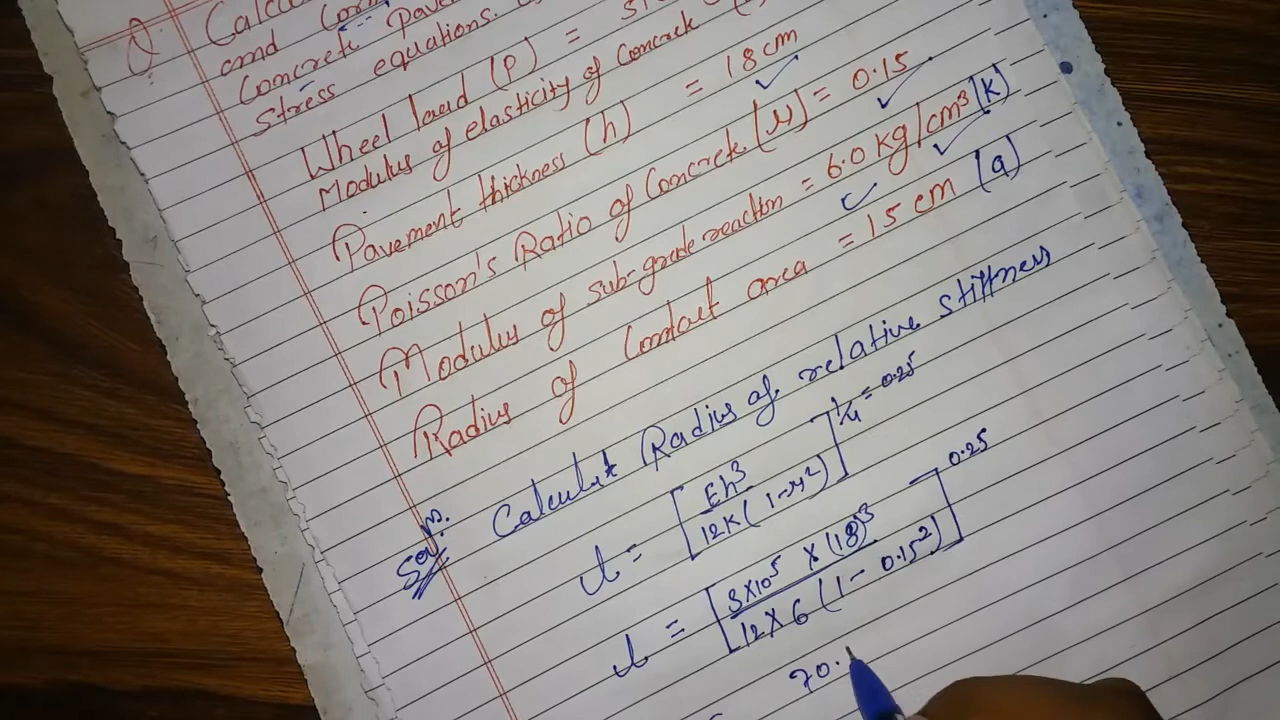 Q. Calcu
and Corn
Concrete pave
Stress equations.
Wheel load (P) =
Modulus of elasticity of Concrete
Pavement thickness (h) = 18 cm
Poisson's Ratio of Concrete (μ) = 0.15
Modulus of sub-grade reaction = 6.0 kg/cm³ (K)
Radius of Contact area = 15 cm (a)
Soln. Calculate Radius of relative stiffness
l = [Eh³ / 12K(1-μ²)]^1/4 = 0.25
l = [3×10⁵ × (18)³ / 12×6 (1-0.15²)]^0.25
70.